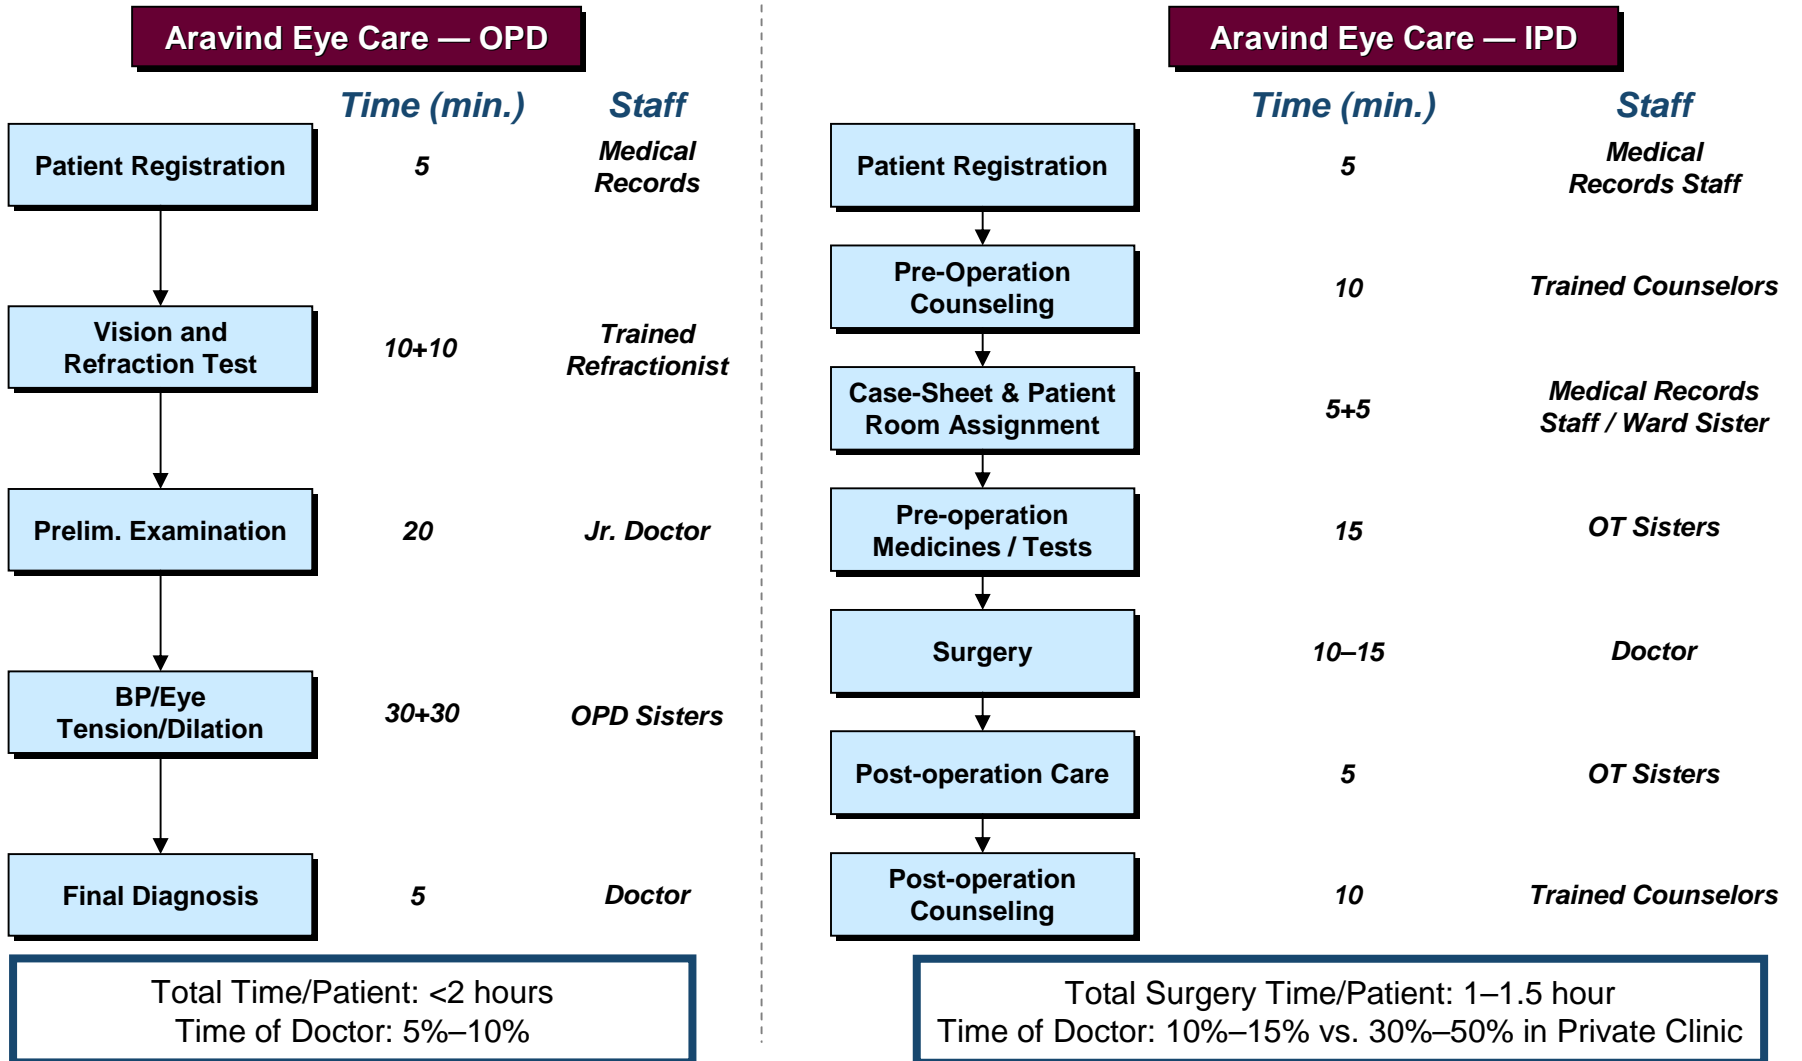 Aravind Eye Care — OPD
Time (min.) Staff
Patient Registration 5 Medical
Records
Vision and
Refraction Test 10+10 Trained
Refractionist
Prelim. Examination 20 Jr. Doctor
BP/Eye
Tension/Dilation 30+30 OPD Sisters
Final Diagnosis 5 Doctor
Total Time/Patient: <2 hours
Time of Doctor: 5%–10%
Aravind Eye Care — IPD
Time (min.) Staff
Patient Registration 5 Medical
Records Staff
Pre-Operation
Counseling 10 Trained Counselors
Case-Sheet & Patient
Room Assignment 5+5 Medical Records
Staff / Ward Sister
Pre-operation
Medicines / Tests 15 OT Sisters
Surgery 10–15 Doctor
Post-operation Care 5 OT Sisters
Post-operation
Counseling 10 Trained Counselors
Total Surgery Time/Patient: 1–1.5 hour
Time of Doctor: 10%–15% vs. 30%–50% in Private Clinic